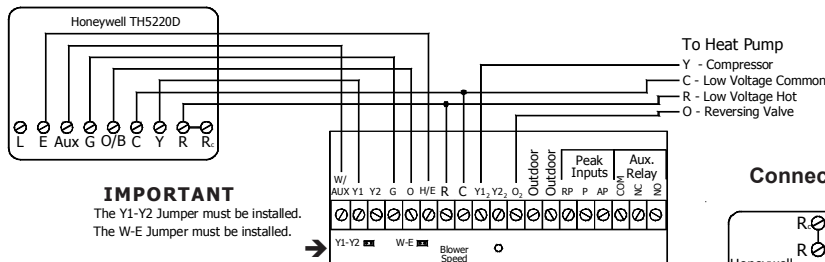 Honeywell TH5220D
L E Aux G O/B C Y R Rc
To Heat Pump
Y - Compressor
C - Low Voltage Common
R - Low Voltage Hot
O - Reversing Valve
IMPORTANT
The Y1-Y2 Jumper must be installed.
The W-E Jumper must be installed.
Peak Inputs
Aux. Relay
W/AUX Y1 Y2 G O H/E R C Y1₂ Y2₂ O₂ Outdoor Outdoor RP P AP COM NC NO
Y1-Y2 W-E
Blower
Speed
Connec
Rc
R
Honeywell